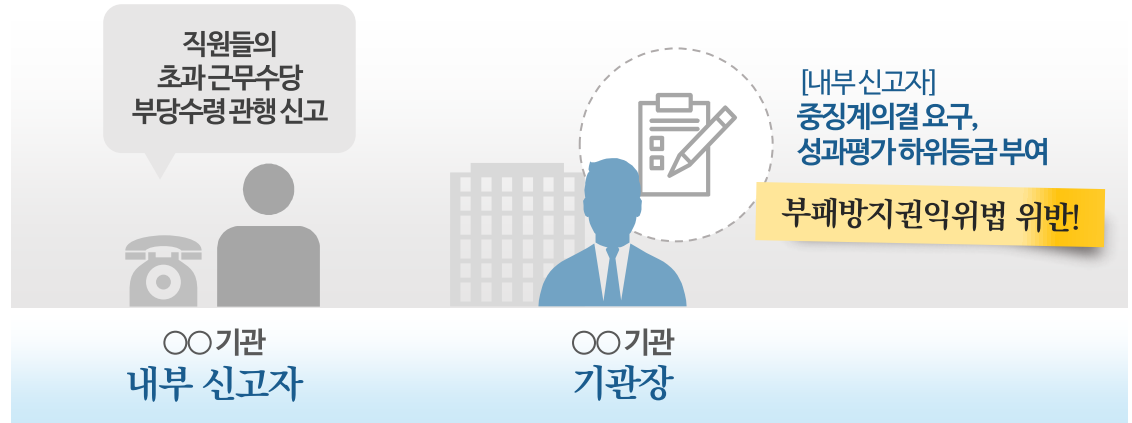 직원들의
초과 근무수당
부당수령 관행 신고
[내부 신고자]
중징계의결 요구,
성과평가 하위등급 부여
부패방지권익위법 위반!
○○ 기관
내부 신고자
○○ 기관
기관장